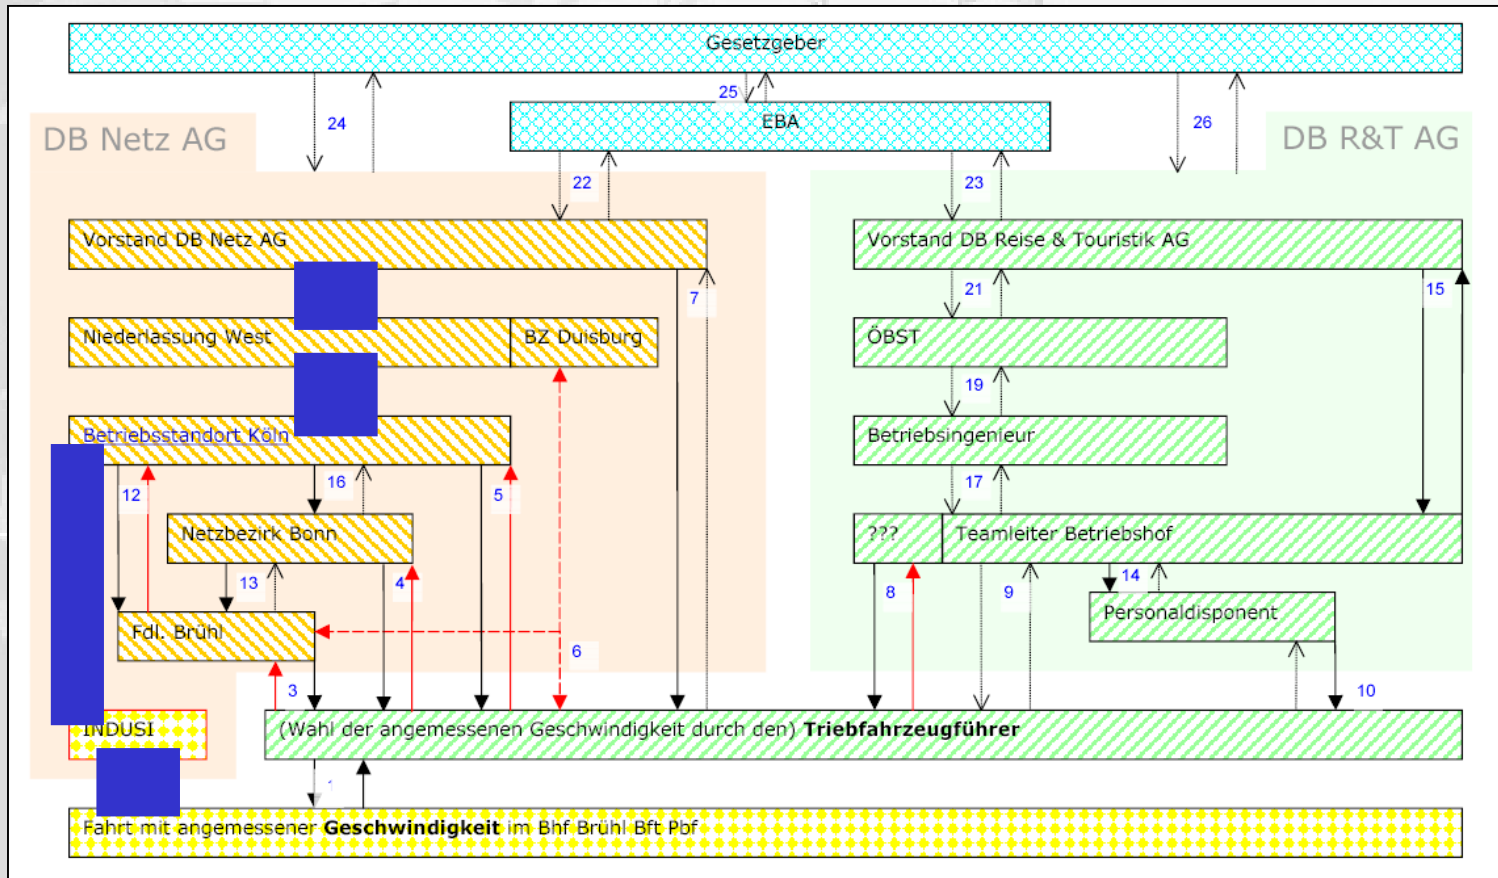 Gesetzgeber
25
EBA
24
26
DB Netz AG
DB R&T AG
22
23
Vorstand DB Netz AG
Vorstand DB Reise & Touristik AG
7
21
15
Niederlassung West
BZ Duisburg
ÖBST
19
Betriebsstandort Köln
Betriebsingenieur
12
16
5
17
Netzbezirk Bonn
???
Teamleiter Betriebshof
13
4
8
9
14
Fdl. Brühl
Personaldisponent
6
3
10
INDUSI
(Wahl der angemessenen Geschwindigkeit durch den) Triebfahrzeugführer
Fahrt mit angemessener Geschwindigkeit im Bhf Brühl Bft Pbf